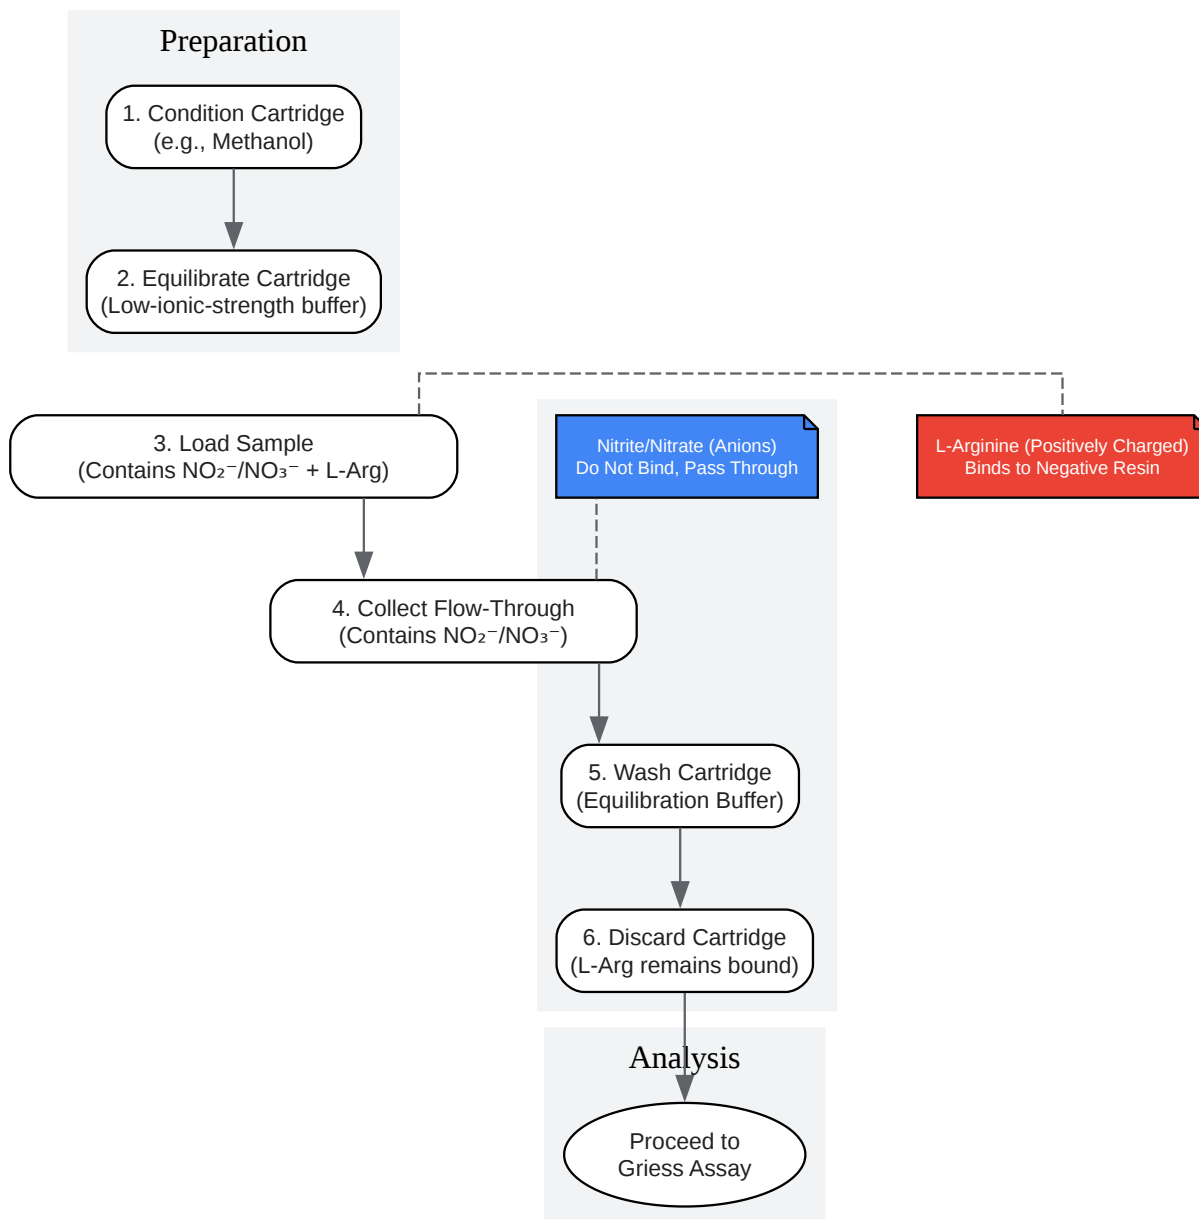 Preparation
1. Condition Cartridge
(e.g., Methanol)
2. Equilibrate Cartridge
(Low-ionic-strength buffer)
3. Load Sample
(Contains NO₂⁻/NO₃⁻ + L-Arg)
Nitrite/Nitrate (Anions)
Do Not Bind, Pass Through
L-Arginine (Positively Charged)
Binds to Negative Resin
4. Collect Flow-Through
(Contains NO₂⁻/NO₃⁻)
5. Wash Cartridge
(Equilibration Buffer)
6. Discard Cartridge
(L-Arg remains bound)
Analysis
Proceed to
Griess Assay